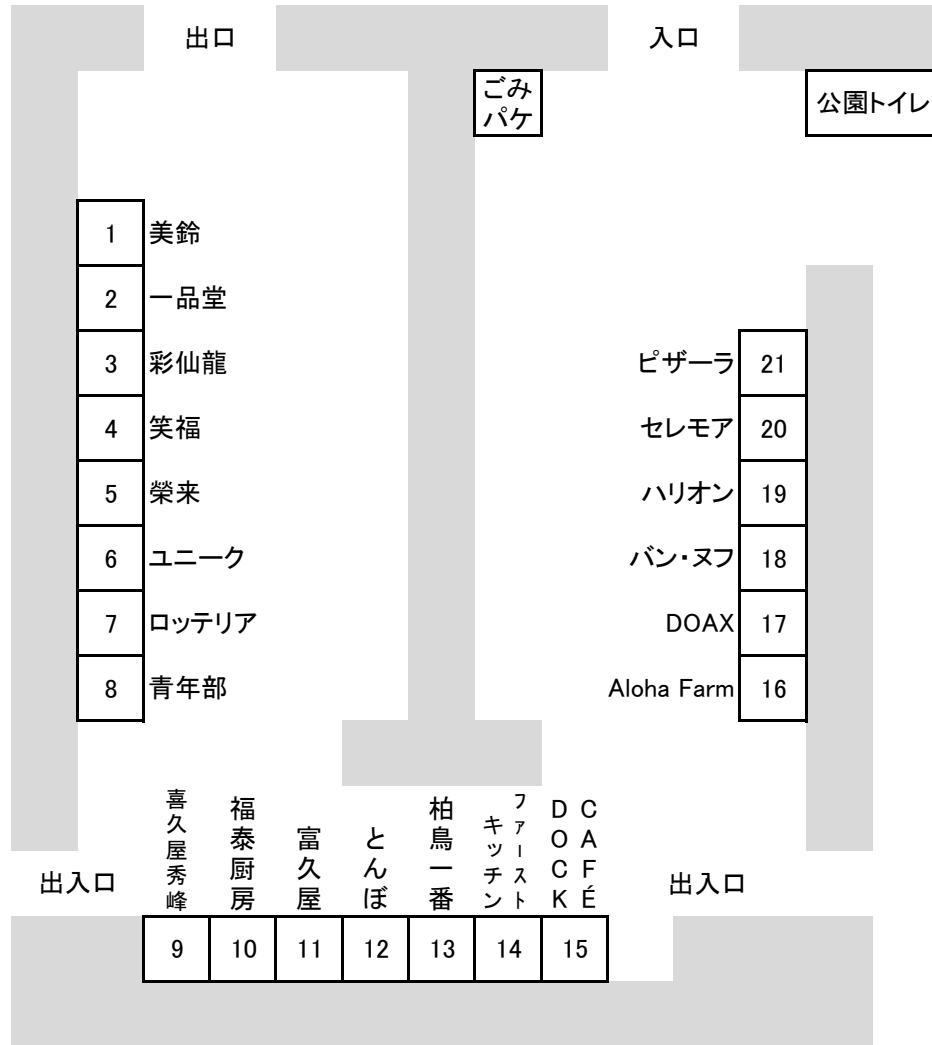 出口
入口
ごみ
パケ
公園トイレ
1 美鈴
2 一品堂
3 彩仙龍
4 笑福
5 榮来
6 ユニーク
7 ロッテリア
8 青年部
ピザーラ 21
セレモア 20
ハリオン 19
バン・ヌフ 18
DOAX 17
Aloha Farm 16
喜久屋秀峰
福泰厨房
富久屋
とんぼ
柏鳥一番
ファースト
キッチン
CAFÉ
DOCK
出入口
出入口
9 10 11 12 13 14 15